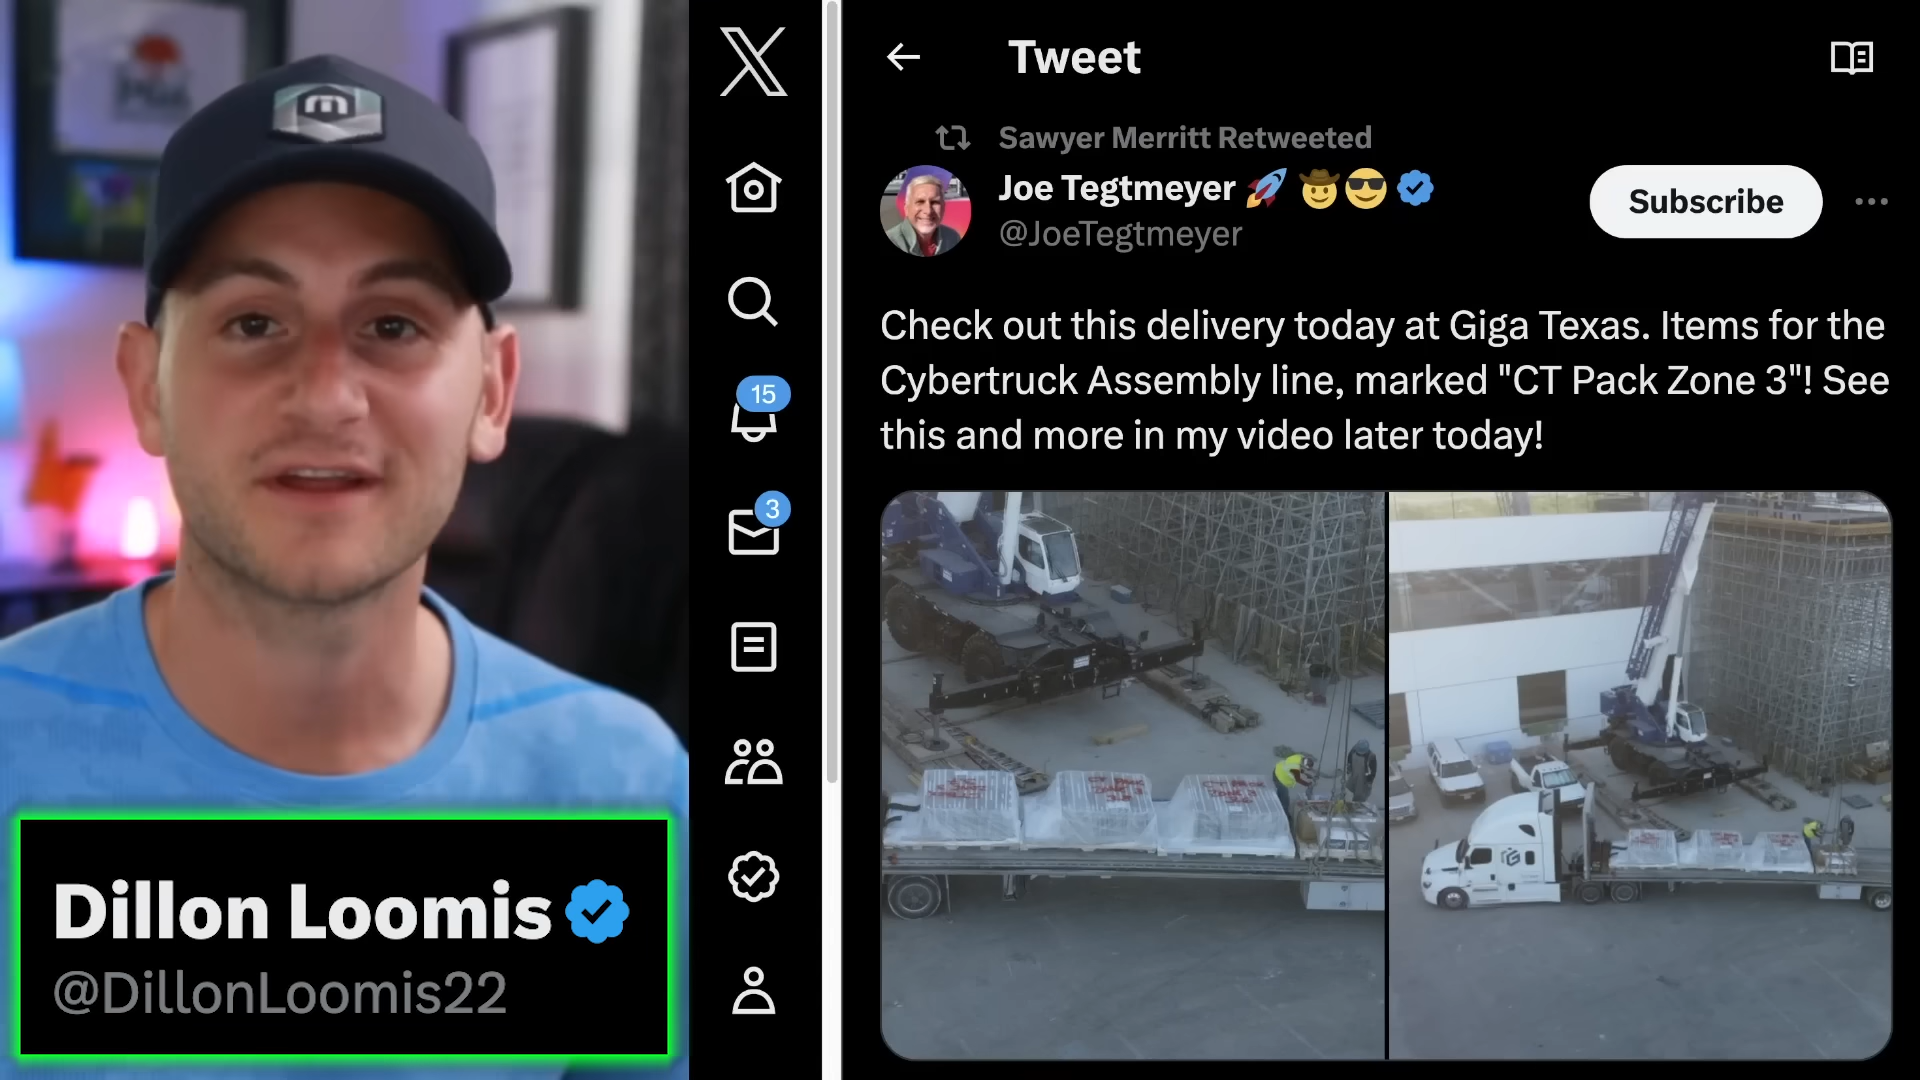 Dillon Loomis
@DillonLoomis22
15
3
Tweet
Sawyer Merritt Retweeted
Joe Tegtmeyer
@JoeTegtmeyer
Subscribe
Check out this delivery today at Giga Texas. Items for the
Cybertruck Assembly line, marked "CT Pack Zone 3"! See
this and more in my video later today!